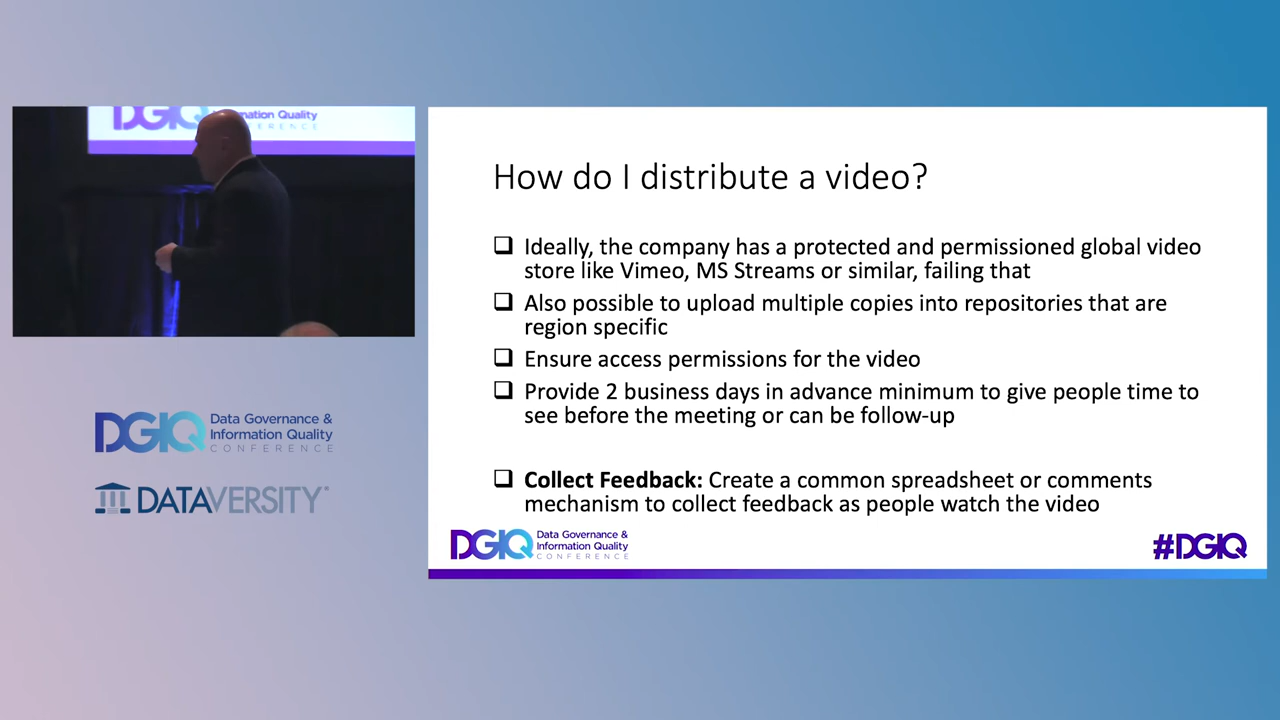 DGIQ
mation Quality
ERENCE
How do I distribute a video?
Ideally, the company has a protected and permissioned global video
store like Vimeo, MS Streams or similar, failing that
Also possible to upload multiple copies into repositories that are
region specific
Ensure access permissions for the video
Provide 2 business days in advance minimum to give people time to
see before the meeting or can be follow-up
Collect Feedback: Create a common spreadsheet or comments
mechanism to collect feedback as people watch the video
DGIQ Data Governance &
Information Quality
CONFERENCE
#DGIQ
DGIQ Data Governance &
Information Quality
CONFERENCE
DATAVERSITY